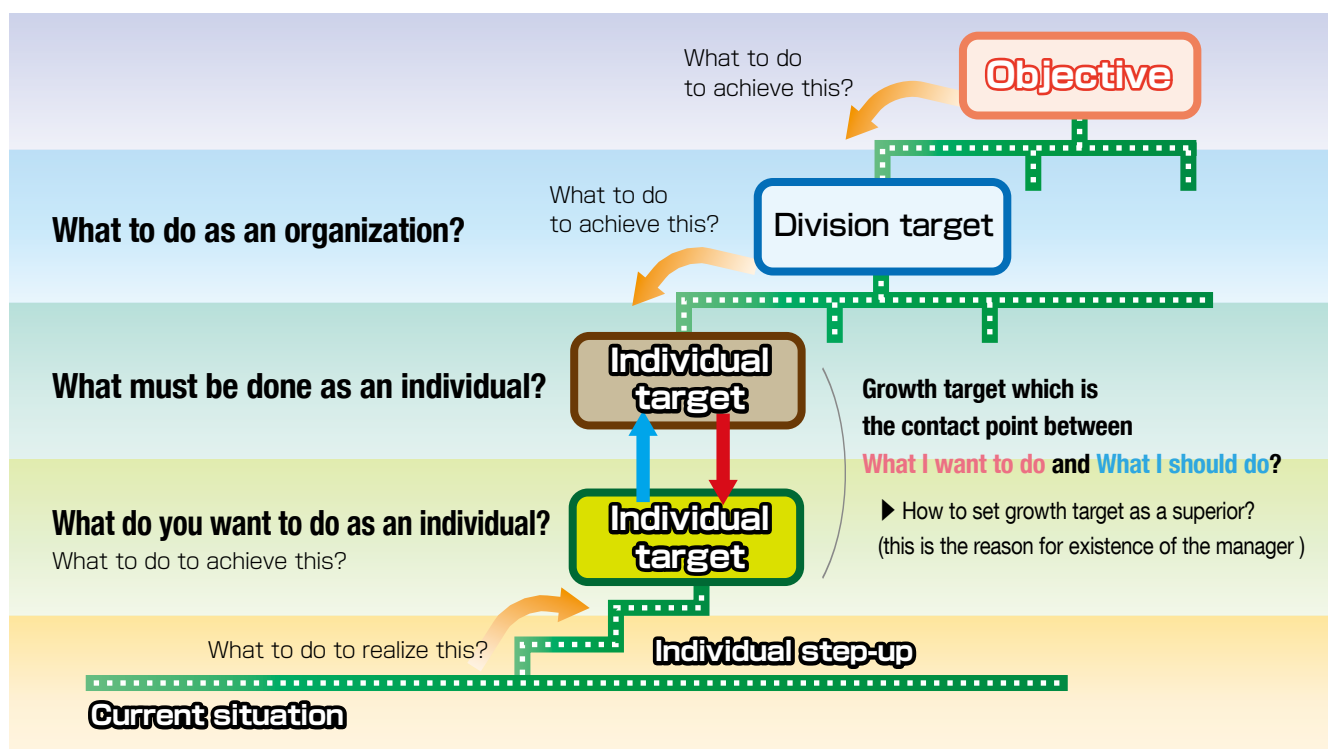 What to do
to achieve this?
Objective
What to do
to achieve this?
What to do as an organization?
Division target
What must be done as an individual?
Individual
target
Growth target which is
the contact point between
What I want to do and What I should do?
▶ How to set growth target as a superior?
(this is the reason for existence of the manager )
What do you want to do as an individual?
What to do to achieve this?
Individual
target
What to do to realize this?
Individual step-up
Current situation